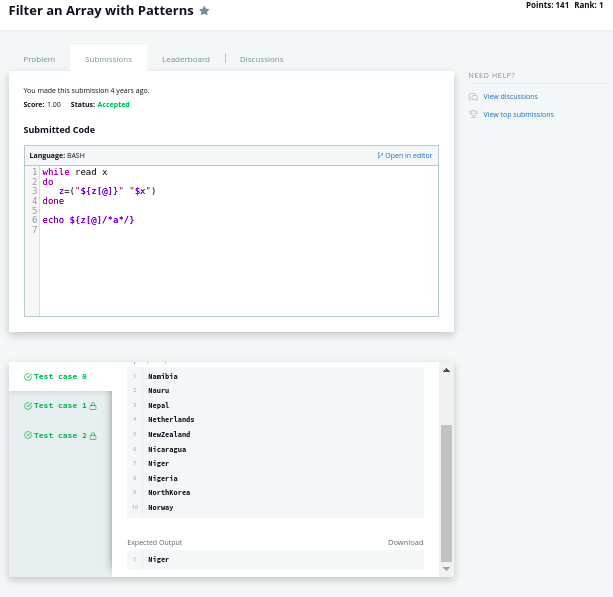 Filter an Array with Patterns ★
Points: 141 Rank: 1
Problem
Submissions
Leaderboard
Discussions
NEED HELP?
View discussions
View top submissions
You made this submission 4 years ago.
Score: 1.00 Status: Accepted
Submitted Code
Language: BASH
Open in editor
1 while read x
2 do
3 z=("${z[@]}" "$x")
4 done
5
6 echo ${z[@]/*a*/}
7
Test case 0
Test case 1
Test case 2
1 Namibia
2 Nauru
3 Nepal
4 Netherlands
5 NewZealand
6 Nicaragua
7 Niger
8 Nigeria
9 NorthKorea
10 Norway
Expected Output
Download
1 Niger